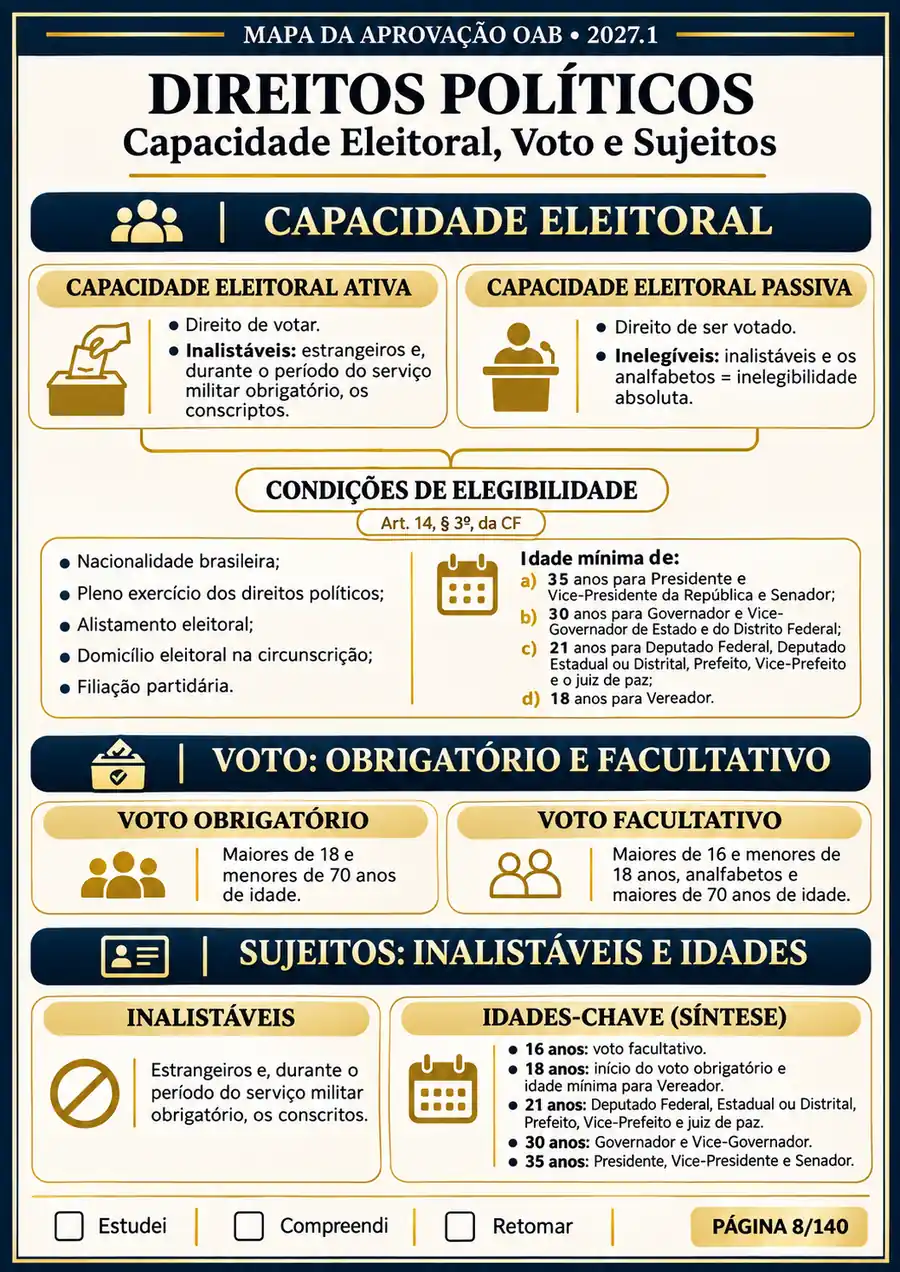 MAPA DA APROVAÇÃO OAB • 2027.1
DIREITOS POLÍTICOS
Capacidade Eleitoral, Voto e Sujeitos
CAPACIDADE ELEITORAL
CAPACIDADE ELEITORAL ATIVA
• Direito de votar.
• Inalistáveis: estrangeiros e,
durante o período do serviço
militar obrigatório, os
conscriptos.
CAPACIDADE ELEITORAL PASSIVA
• Direito de ser votado.
• Inelegíveis: inalistáveis e os
analfabetos = inelegibilidade
absoluta.
CONDIÇÕES DE ELEGIBILIDADE
Art. 14, § 3º, da CF
• Nacionalidade brasileira;
• Pleno exercício dos direitos políticos;
• Alistamento eleitoral;
• Domicílio eleitoral na circunscrição;
• Filiação partidária.
Idade mínima de:
a) 35 anos para Presidente e
Vice-Presidente da República e Senador;
b) 30 anos para Governador e Vice-
Governador de Estado e do Distrito Federal;
c) 21 anos para Deputado Federal, Deputado
Estadual ou Distrital, Prefeito, Vice-Prefeito
e o juiz de paz;
d) 18 anos para Vereador.
VOTO: OBRIGATÓRIO E FACULTATIVO
VOTO OBRIGATÓRIO
Maiores de 18 e
menores de 70 anos
de idade.
VOTO FACULTATIVO
Maiores de 16 e menores de
18 anos, analfabetos e
maiores de 70 anos de idade.
SUJEITOS: INALISTÁVEIS E IDADES
INALISTÁVEIS
Estrangeiros e, durante o
período do serviço militar
obrigatório, os conscritos.
IDADES-CHAVE (SÍNTESE)
• 16 anos: voto facultativo.
• 18 anos: início do voto obrigatório e
idade mínima para Vereador.
• 21 anos: Deputado Federal, Estadual ou Distrital,
Prefeito, Vice-Prefeito e juiz de paz.
• 30 anos: Governador e Vice-Governador.
• 35 anos: Presidente, Vice-Presidente e Senador.
Estudei
Compreendi
Retomar
PÁGINA 8/140